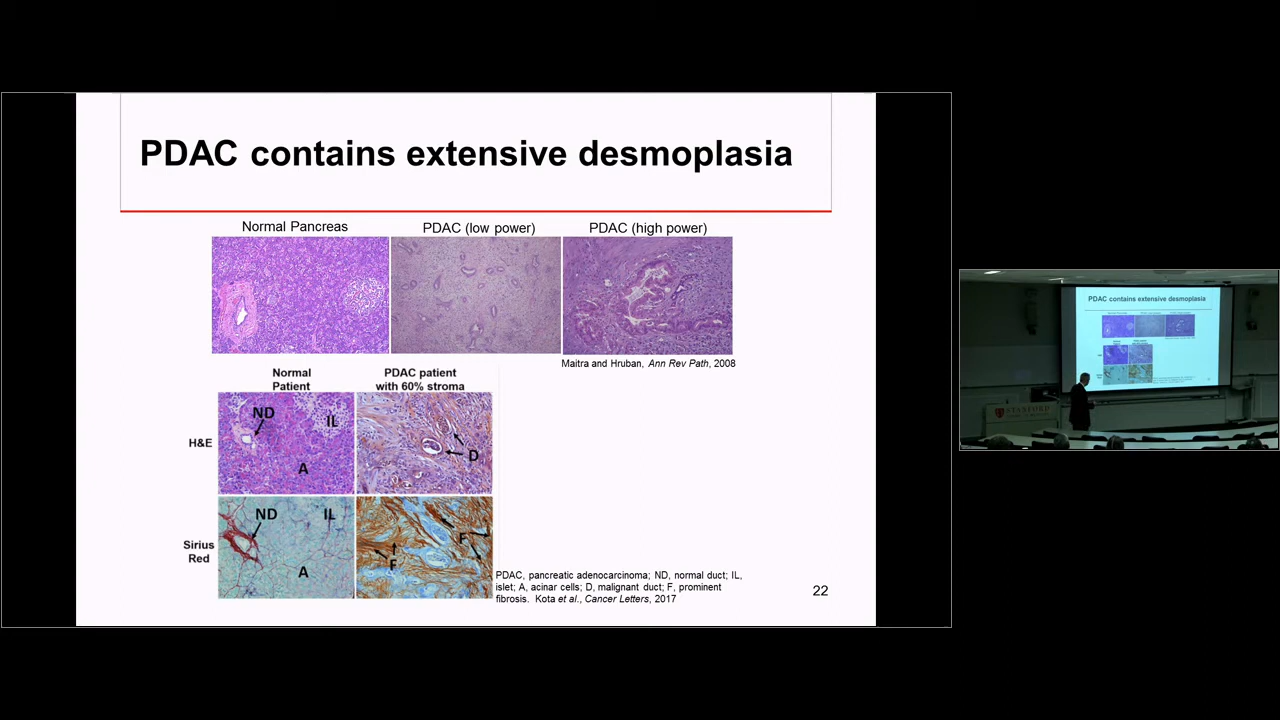 PDAC contains extensive desmoplasia
Normal Pancreas
PDAC (low power)
PDAC (high power)
Maitra and Hruban, Ann Rev Path, 2008
Normal
Patient
PDAC patient
with 60% stroma
H&E
ND
IL
A
D
Sirius
Red
ND
IL
A
F
F
PDAC, pancreatic adenocarcinoma; ND, normal duct; IL,
islet; A, acinar cells; D, malignant duct; F, prominent
fibrosis. Kota et al., Cancer Letters, 2017
22
PDAC contains extensive desmoplasia
STANFORD